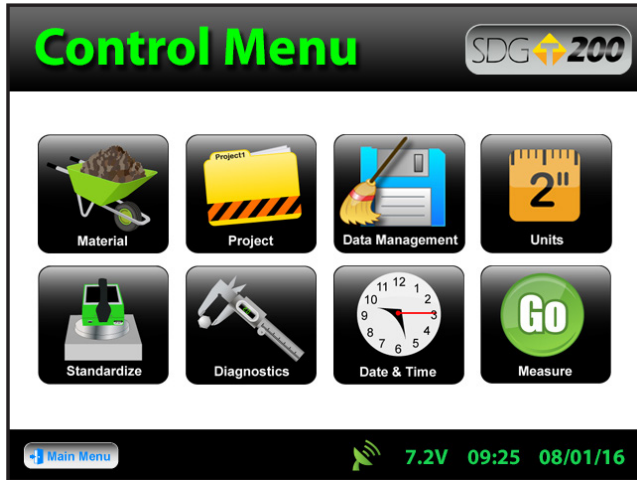 Control Menu
SDG T 200
Project1
2"
Material
Project
Data Management
Units
12
11
1
10
2
9
3
8
4
7
5
6
Go
Standardize
Diagnostics
Date & Time
Measure
Main Menu
7.2V 09:25 08/01/16